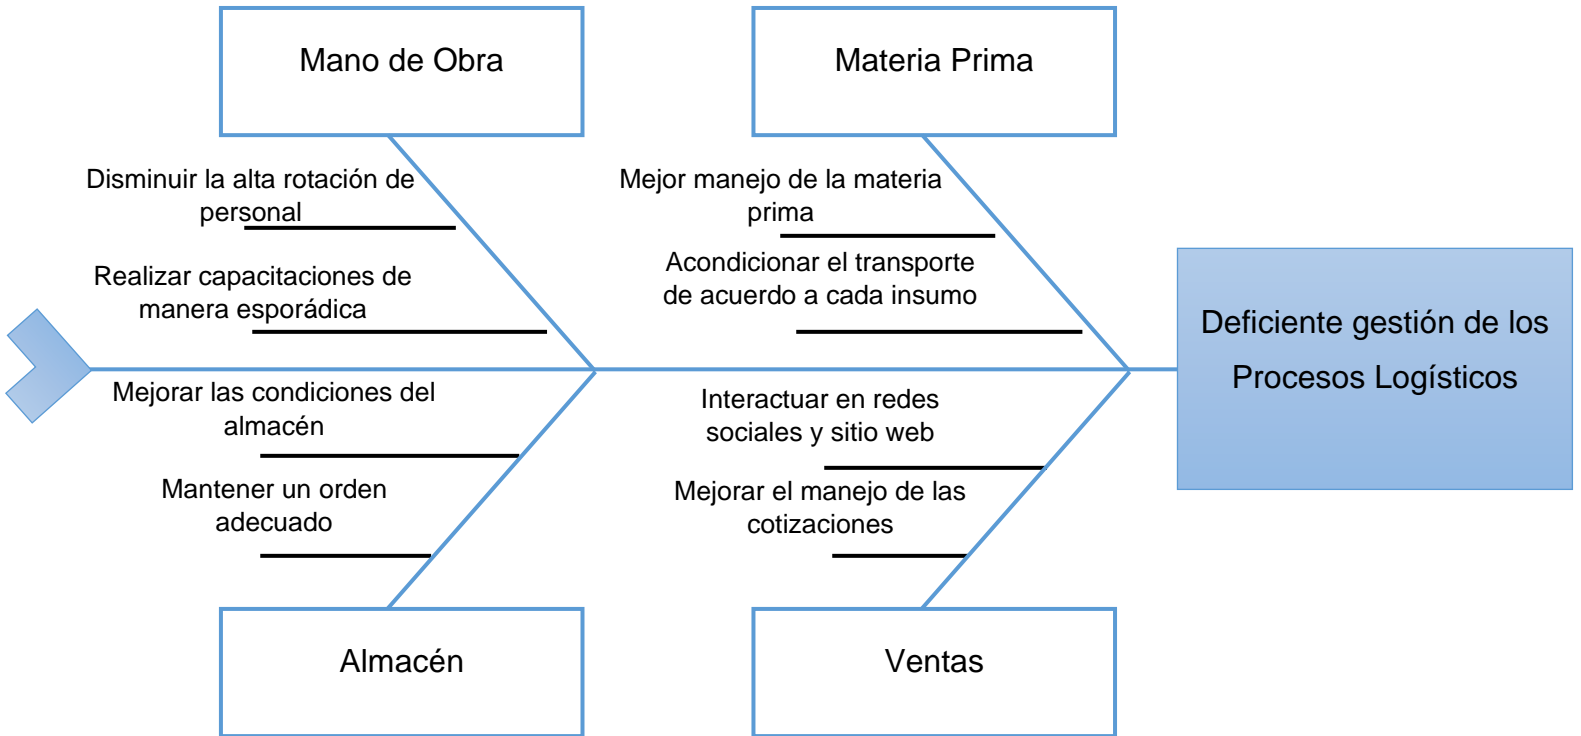 Mano de Obra
Materia Prima
Disminuir la alta rotación de
personal
Mejor manejo de la materia
prima
Realizar capacitaciones de
manera esporádica
Acondicionar el transporte
de acuerdo a cada insumo
Deficiente gestión de los
Procesos Logísticos
Mejorar las condiciones del
almacén
Interactuar en redes
sociales y sitio web
Mantener un orden
adecuado
Mejorar el manejo de las
cotizaciones
Almacén
Ventas